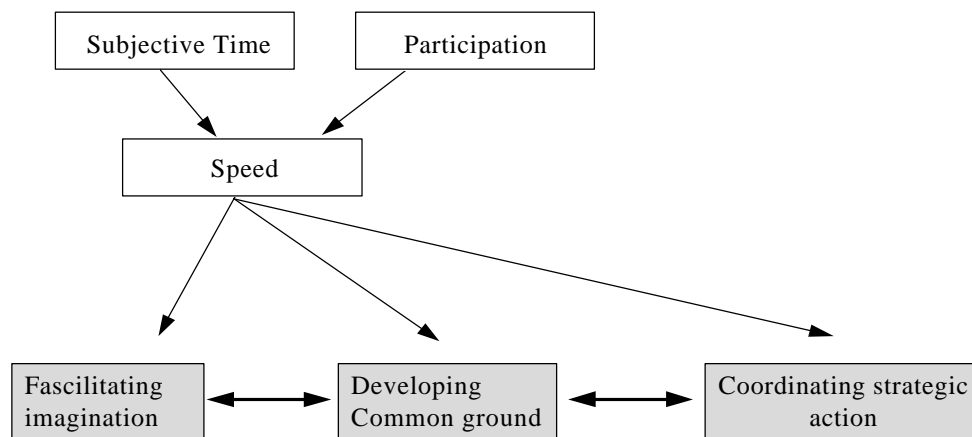 Subjective Time
Participation
Speed
Fascilitating
imagination
Developing
Common ground
Coordinating strategic
action